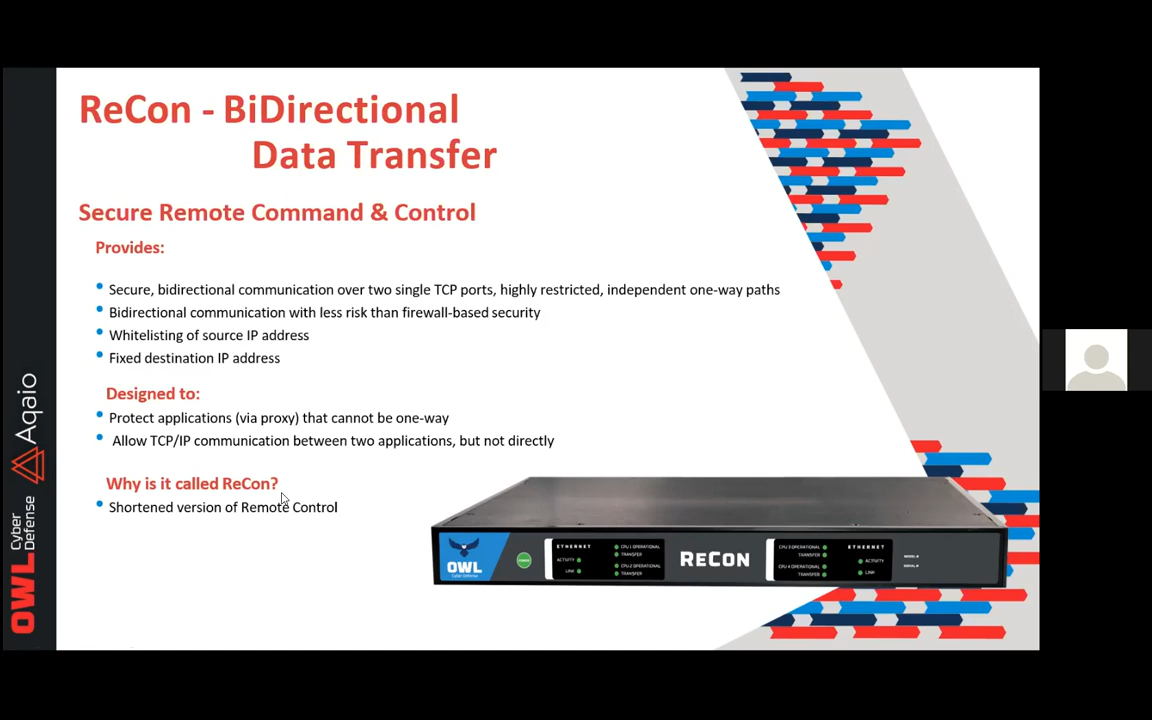 ReCon - BiDirectional
Data Transfer
Secure Remote Command & Control
Provides:
Secure, bidirectional communication over two single TCP ports, highly restricted, independent one-way paths
Bidirectional communication with less risk than firewall-based security
Whitelisting of source IP address
Fixed destination IP address
Designed to:
Protect applications (via proxy) that cannot be one-way
Allow TCP/IP communication between two applications, but not directly
Why is it called ReCon?
Shortened version of Remote Control
OWL Cyber Defense Aqaio
OWL
Cyber Defense
POWER
ETHERNET
ACTIVITY
LINK
CPU 1 OPERATIONAL
TRANSFER
CPU 2 OPERATIONAL
TRANSFER
RECON
CPU 3 OPERATIONAL
TRANSFER
CPU 4 OPERATIONAL
TRANSFER
ETHERNET
ACTIVITY
LINK